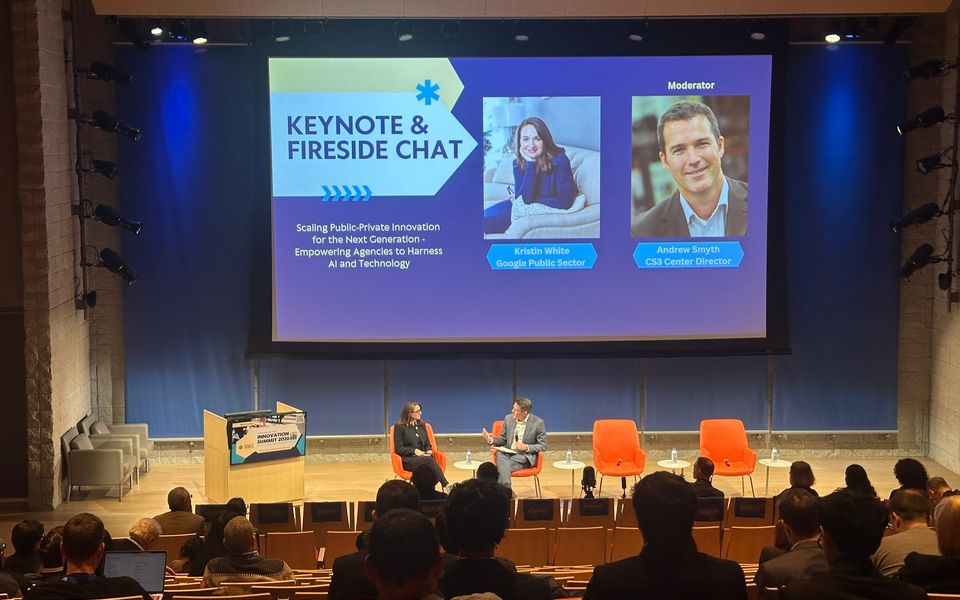 KEYNOTE &
FIRESIDE CHAT
Scaling Public-Private Innovation
for the Next Generation -
Empowering Agencies to Harness
AI and Technology
Kristin White
Google Public Sector
Moderator
Andrew Smyth
CS3 Center Director
INNOVATION
SUMMIT 2026